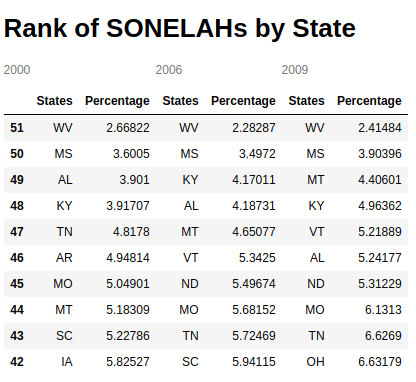 Rank of SONELAHs by State
2000 2006 2009
States Percentage States Percentage States Percentage
51 WV 2.66822 WV 2.28287 WV 2.41484
50 MS 3.6005 MS 3.4972 MS 3.90396
49 AL 3.901 KY 4.17011 MT 4.40601
48 KY 3.91707 AL 4.18731 KY 4.96362
47 TN 4.8178 MT 4.65077 VT 5.21889
46 AR 4.94814 VT 5.3425 AL 5.24177
45 MO 5.04901 ND 5.49674 ND 5.31229
44 MT 5.18309 MO 5.68152 MO 6.1313
43 SC 5.22786 TN 5.72469 TN 6.6269
42 IA 5.82527 SC 5.94115 OH 6.63179